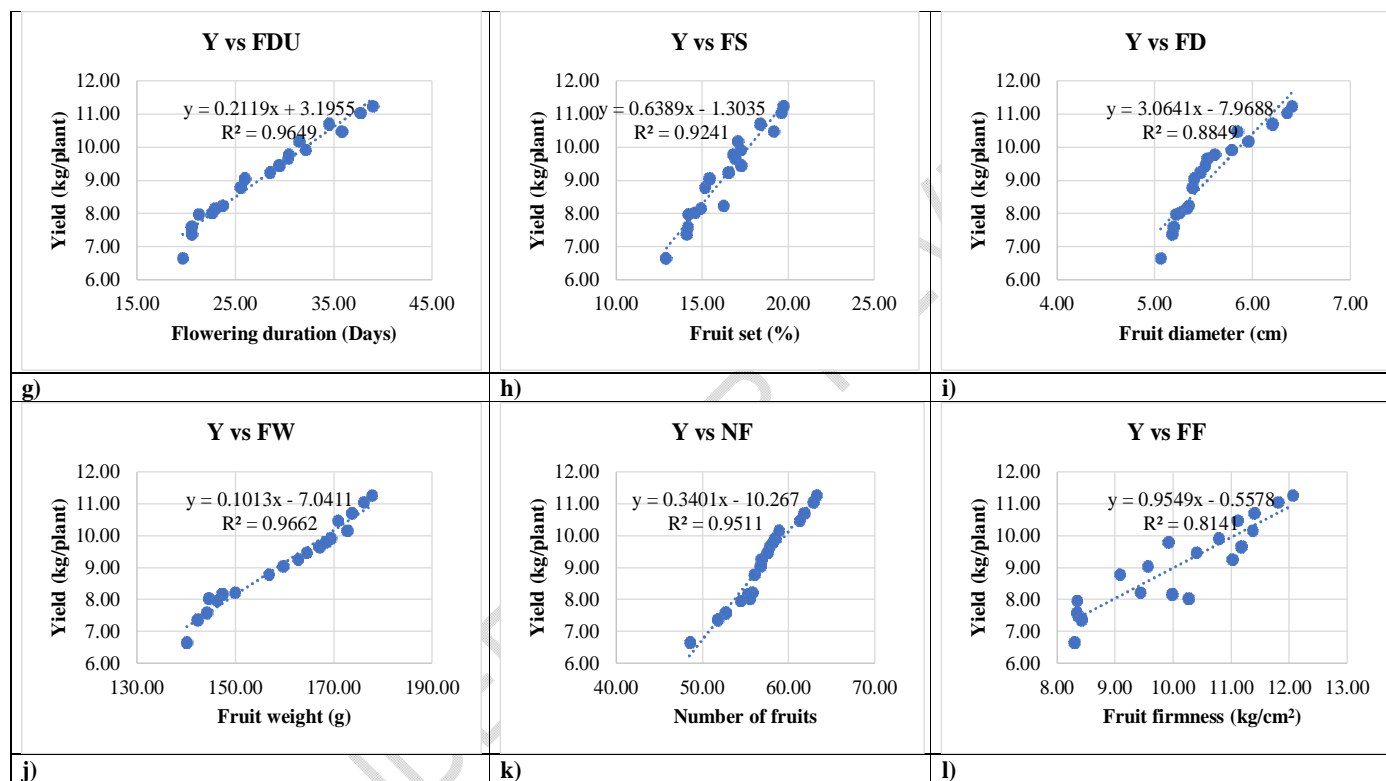 Y vs FDU
12.00
11.00
10.00
9.00
8.00
7.00
6.00
y = 0.2119x + 3.1955
R² = 0.9649
15.00 25.00 35.00 45.00
Yield (kg/plant)
Flowering duration (Days)
Y vs FS
12.00
11.00
10.00
9.00
8.00
7.00
6.00
y = 0.6389x - 1.3035
R² = 0.9241
10.00 15.00 20.00 25.00
Yield (kg/plant)
Fruit set (%)
Y vs FD
12.00
11.00
10.00
9.00
8.00
7.00
6.00
y = 3.0641x - 7.9688
R² = 0.8849
4.00 5.00 6.00 7.00
Yield (kg/plant)
Fruit diameter (cm)
g) h) i)
Y vs FW
12.00
11.00
10.00
9.00
8.00
7.00
6.00
y = 0.1013x - 7.0411
R² = 0.9662
130.00 150.00 170.00 190.00
Yield (kg/plant)
Fruit weight (g)
Y vs NF
12.00
11.00
10.00
9.00
8.00
7.00
6.00
y = 0.3401x - 10.267
R² = 0.9511
40.00 50.00 60.00 70.00
Yield (kg/plant)
Number of fruits
Y vs FF
12.00
11.00
10.00
9.00
8.00
7.00
6.00
y = 0.9549x - 0.5578
R² = 0.8141
8.00 9.00 10.00 11.00 12.00 13.00
Yield (kg/plant)
Fruit firmness (kg/cm²)
j) k) l)